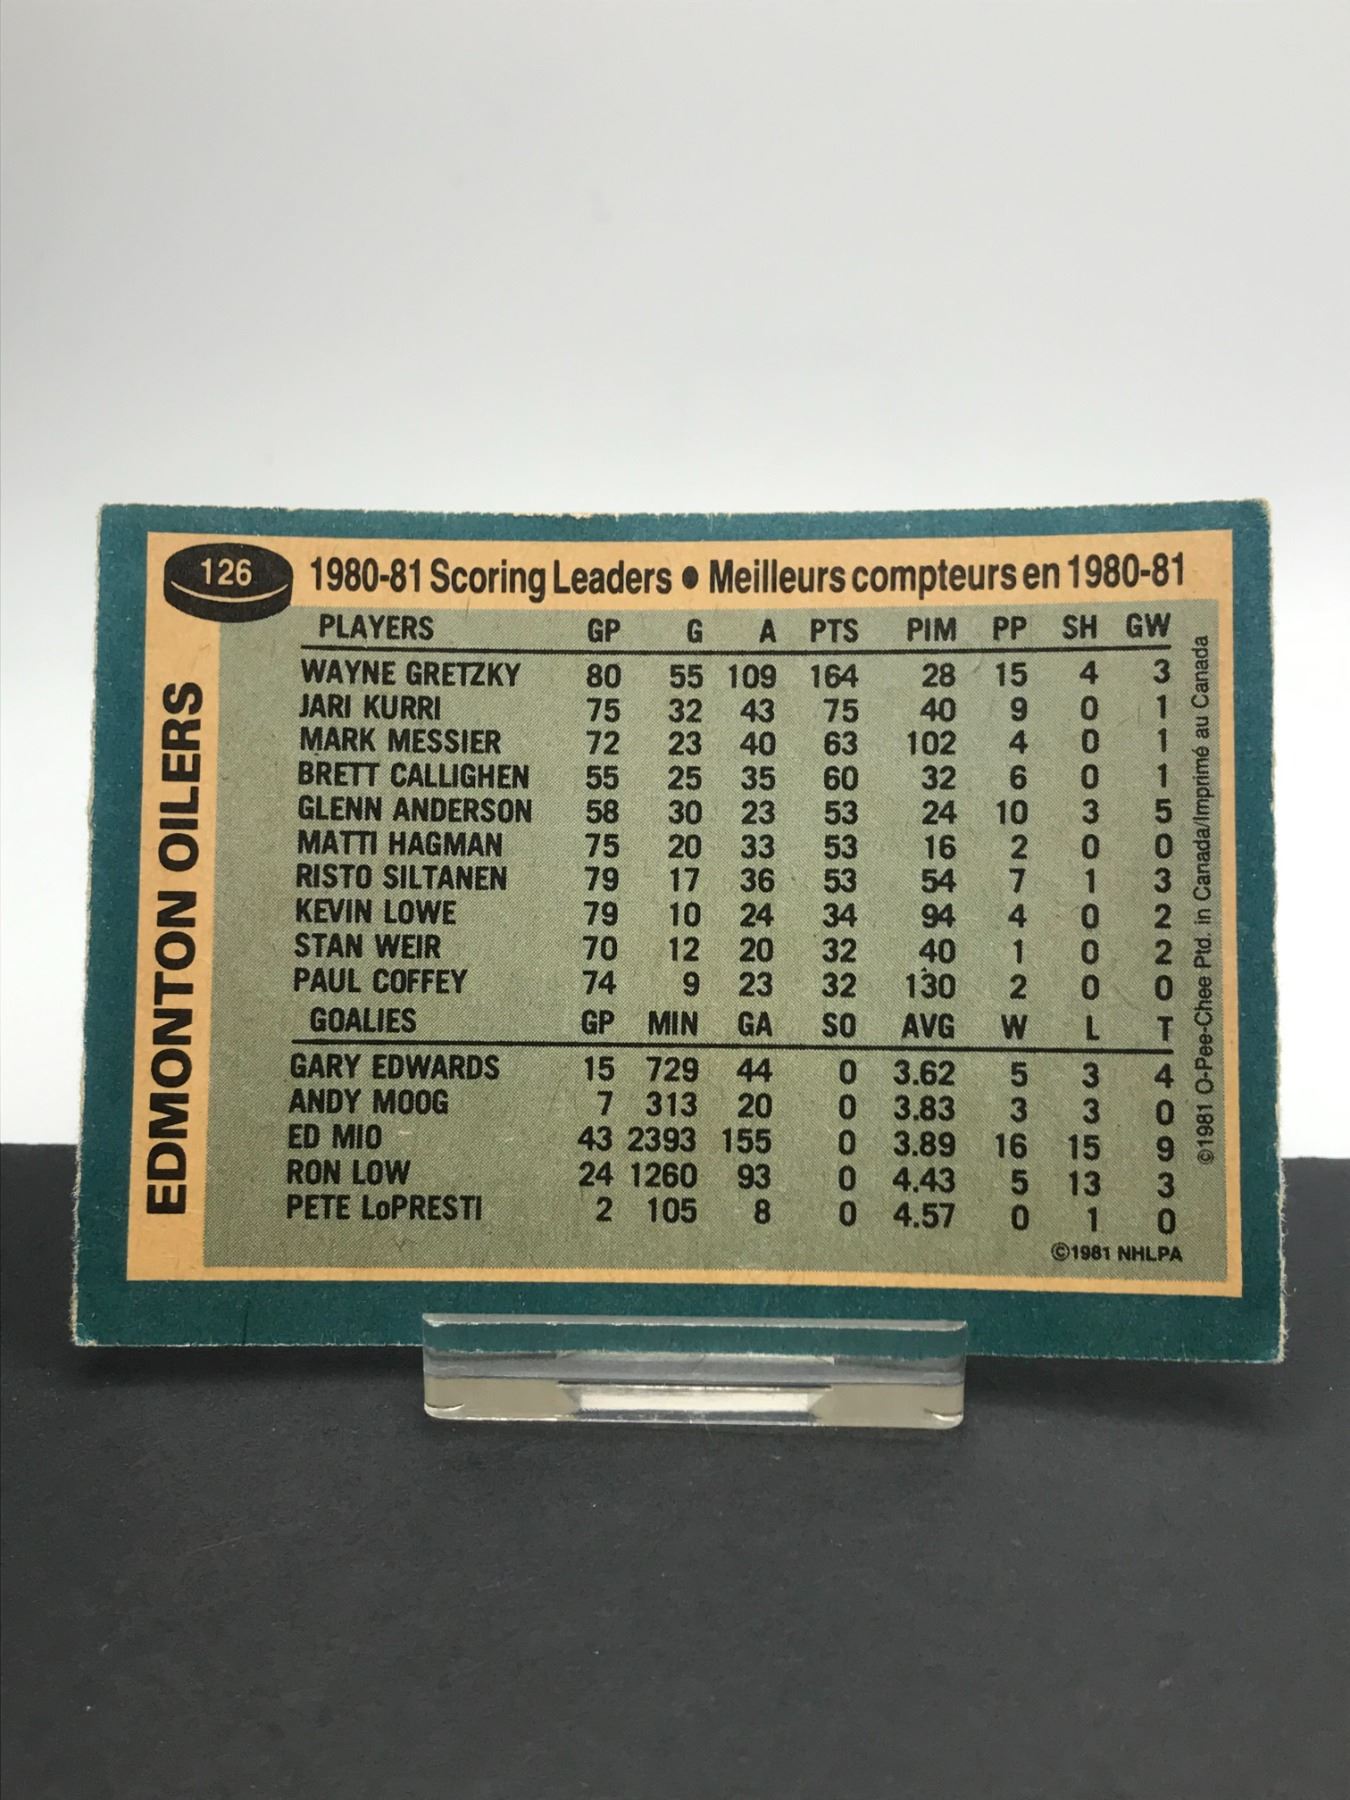 126
1980-81 Scoring Leaders • Meilleurs compteurs en 1980-81
EDMONTON OILERS
PLAYERS GP G A PTS PIM PP SH GW
WAYNE GRETZKY 80 55 109 164 28 15 4 3
JARI KURRI 75 32 43 75 40 9 0 1
MARK MESSIER 72 23 40 63 102 4 0 1
BRETT CALLIGHEN 55 25 35 60 32 6 0 1
GLENN ANDERSON 58 30 23 53 24 10 3 5
MATTI HAGMAN 75 20 33 53 16 2 0 0
RISTO SILTANEN 79 17 36 53 54 7 1 3
KEVIN LOWE 79 10 24 34 94 4 0 2
STAN WEIR 70 12 20 32 40 1 0 2
PAUL COFFEY 74 9 23 32 130 2 0 0
GOALIES GP MIN GA SO AVG W L T
GARY EDWARDS 15 729 44 0 3.62 5 3 4
ANDY MOOG 7 313 20 0 3.83 3 3 0
ED MIO 43 2393 155 0 3.89 16 15 9
RON LOW 24 1260 93 0 4.43 5 13 3
PETE LoPRESTI 2 105 8 0 4.57 0 1 0
©1981 NHLPA
©1981 O-Pee-Chee Ptd. in Canada/Imprimé au Canada